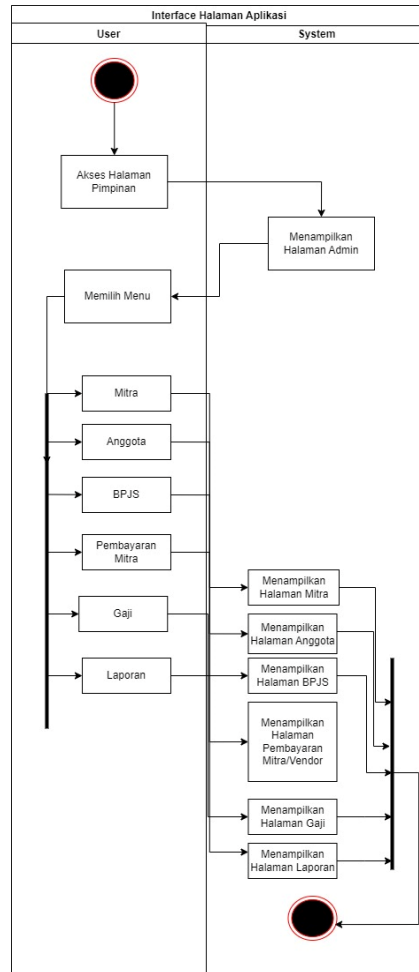 Interface Halaman Aplikasi
User
System
Akses Halaman
Pimpinan
Menampilkan
Halaman Admin
Memilih Menu
Mitra
Anggota
BPJS
Pembayaran
Mitra
Gaji
Laporan
Menampilkan
Halaman Mitra
Menampilkan
Halaman Anggota
Menampilkan
Halaman BPJS
Menampilkan
Halaman
Pembayaran
Mitra/Vendor
Menampilkan
Halaman Gaji
Menampilkan
Halaman Laporan